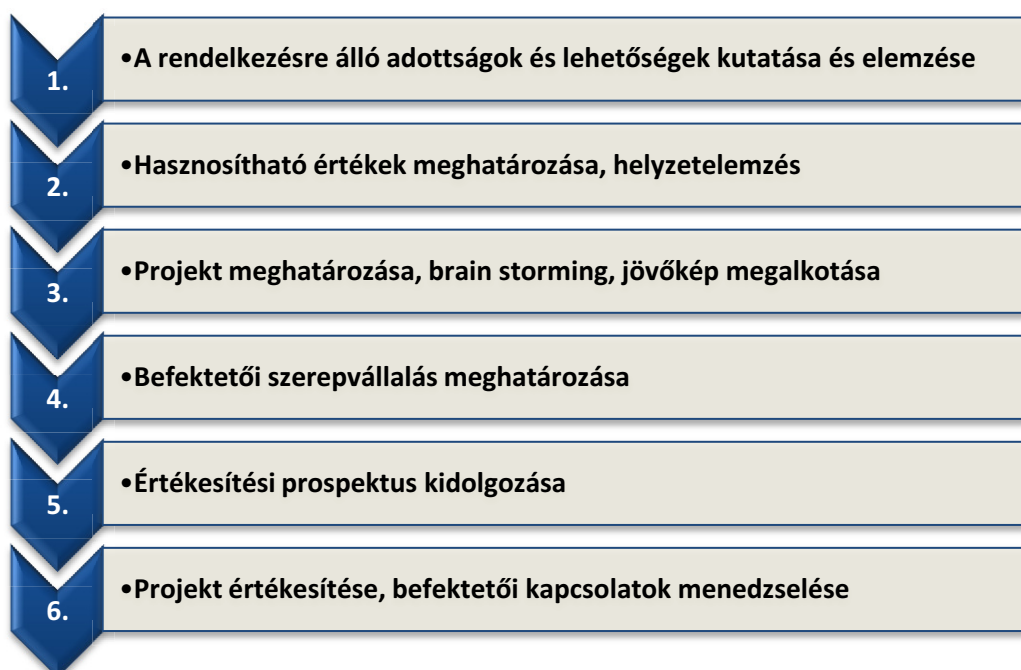 1. •A rendelkezésre álló adottságok és lehetőségek kutatása és elemzése
2. •Hasznosítható értékek meghatározása, helyzetelemzés
3. •Projekt meghatározása, brain storming, jövőkép megalkotása
4. •Befektetői szerepvállalás meghatározása
5. •Értékesítési prospektus kidolgozása
6. •Projekt értékesítése, befektetői kapcsolatok menedzselése